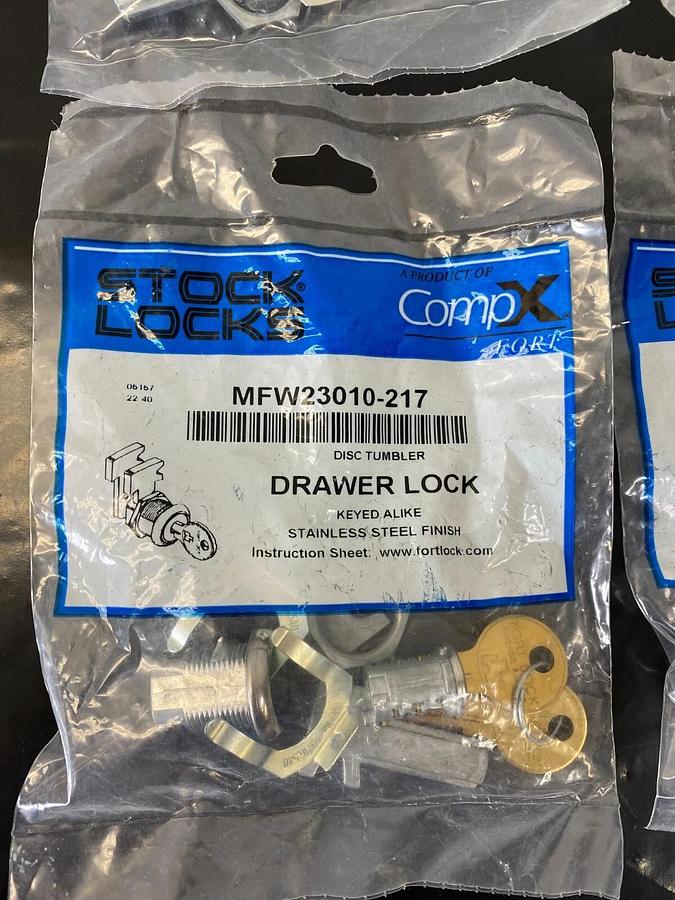 STOCK®
LOCKS
A PRODUCT OF
CompX®
FORT
06167
22 40
MFW23010-217
DISC TUMBLER
DRAWER LOCK
KEYED ALIKE
STAINLESS STEEL FINISH
Instruction Sheet: www.fortlock.com